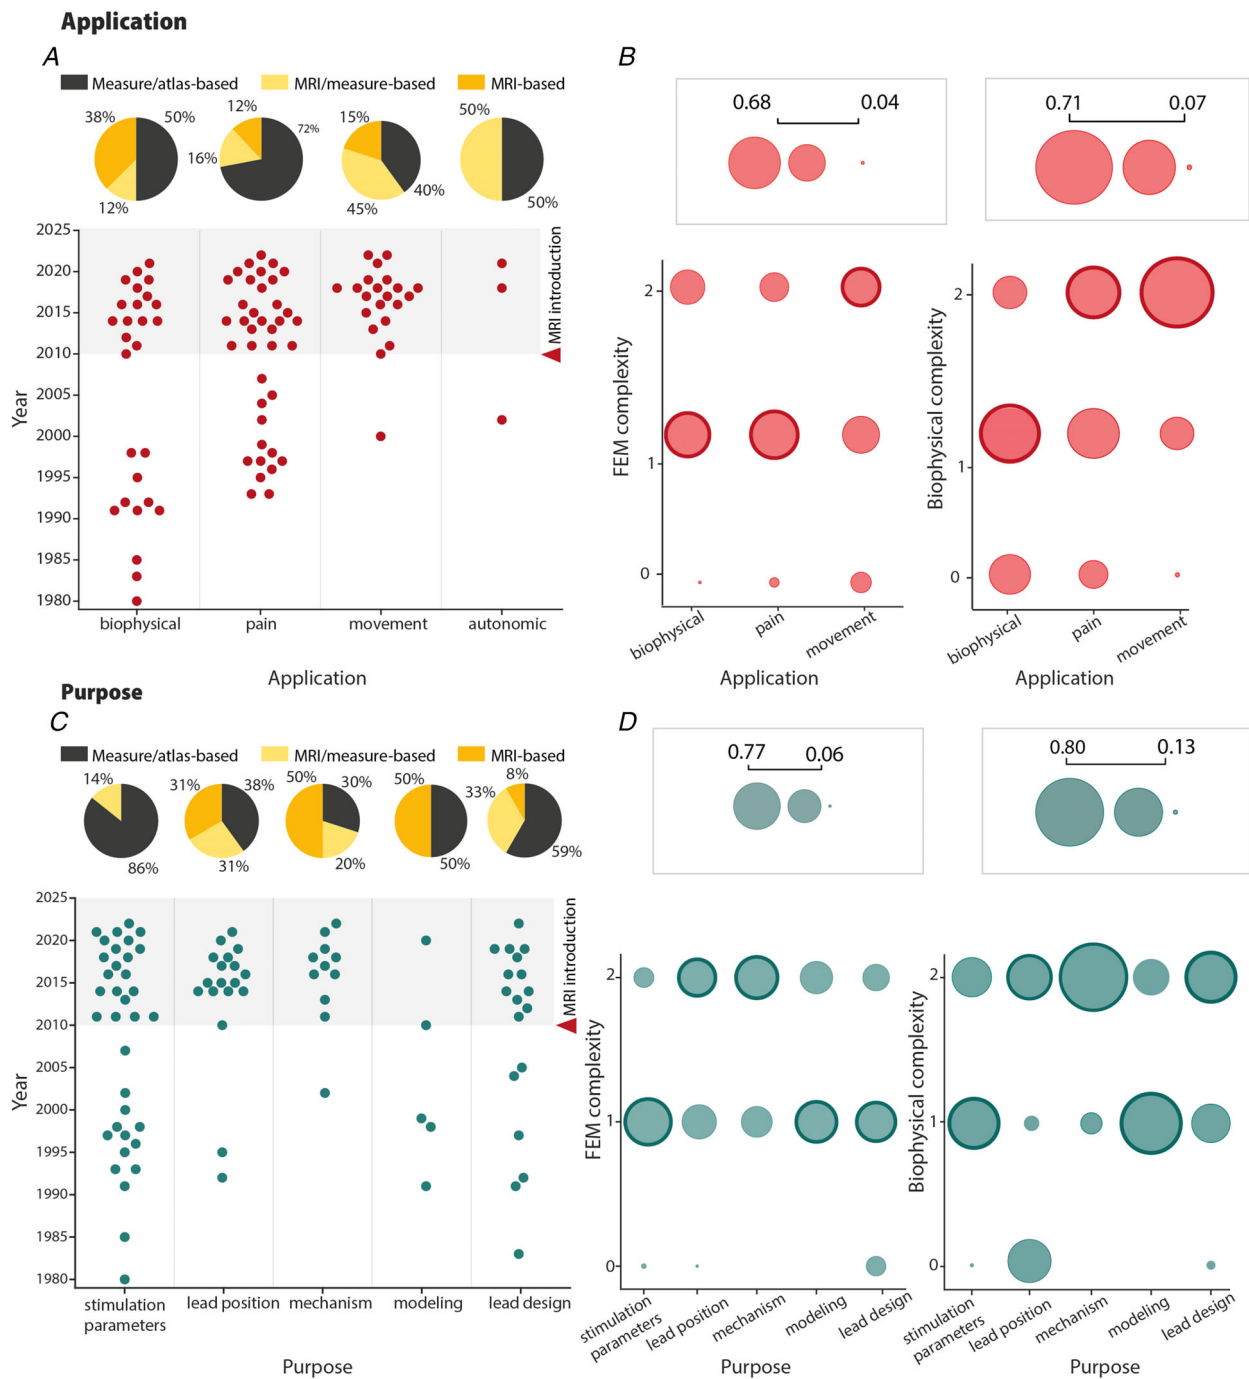 Application
A
Measure/atlas-based MRI/measure-based MRI-based
38% 50% 12%
12% 72% 16%
15% 40% 45%
50% 50%
2025
2020
2015
2010
2005
2000
1995
1990
1985
1980
Year
MRI introduction
biophysical pain movement autonomic
Application
B
0.68 0.04
0.71 0.07
2
1
0
FEM complexity
biophysical pain movement
Application
2
1
0
Biophysical complexity
biophysical pain movement
Application
Purpose
C
Measure/atlas-based MRI/measure-based MRI-based
14% 86%
31% 38% 31%
50% 30% 20%
50% 50%
33% 8% 59%
2025
2020
2015
2010
2005
2000
1995
1990
1985
1980
Year
MRI introduction
stimulation lead position mechanism modeling lead design
parameters
Purpose
D
0.77 0.06
0.80 0.13
2
1
0
FEM complexity
stimulation
parameters lead position mechanism modeling lead design
Purpose
2
1
0
Biophysical complexity
stimulation
parameters lead position mechanism modeling lead design
Purpose